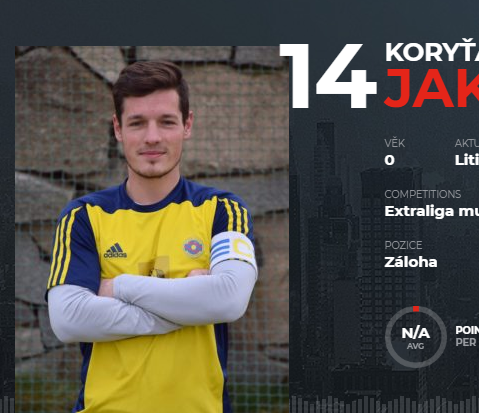 14
KORYŤA
JAK
VĚK
AKTU
0
Liti
COMPETITIONS
Extraliga mu
POZICE
Záloha
N/A
AVG
POIN
PER
adidas
C